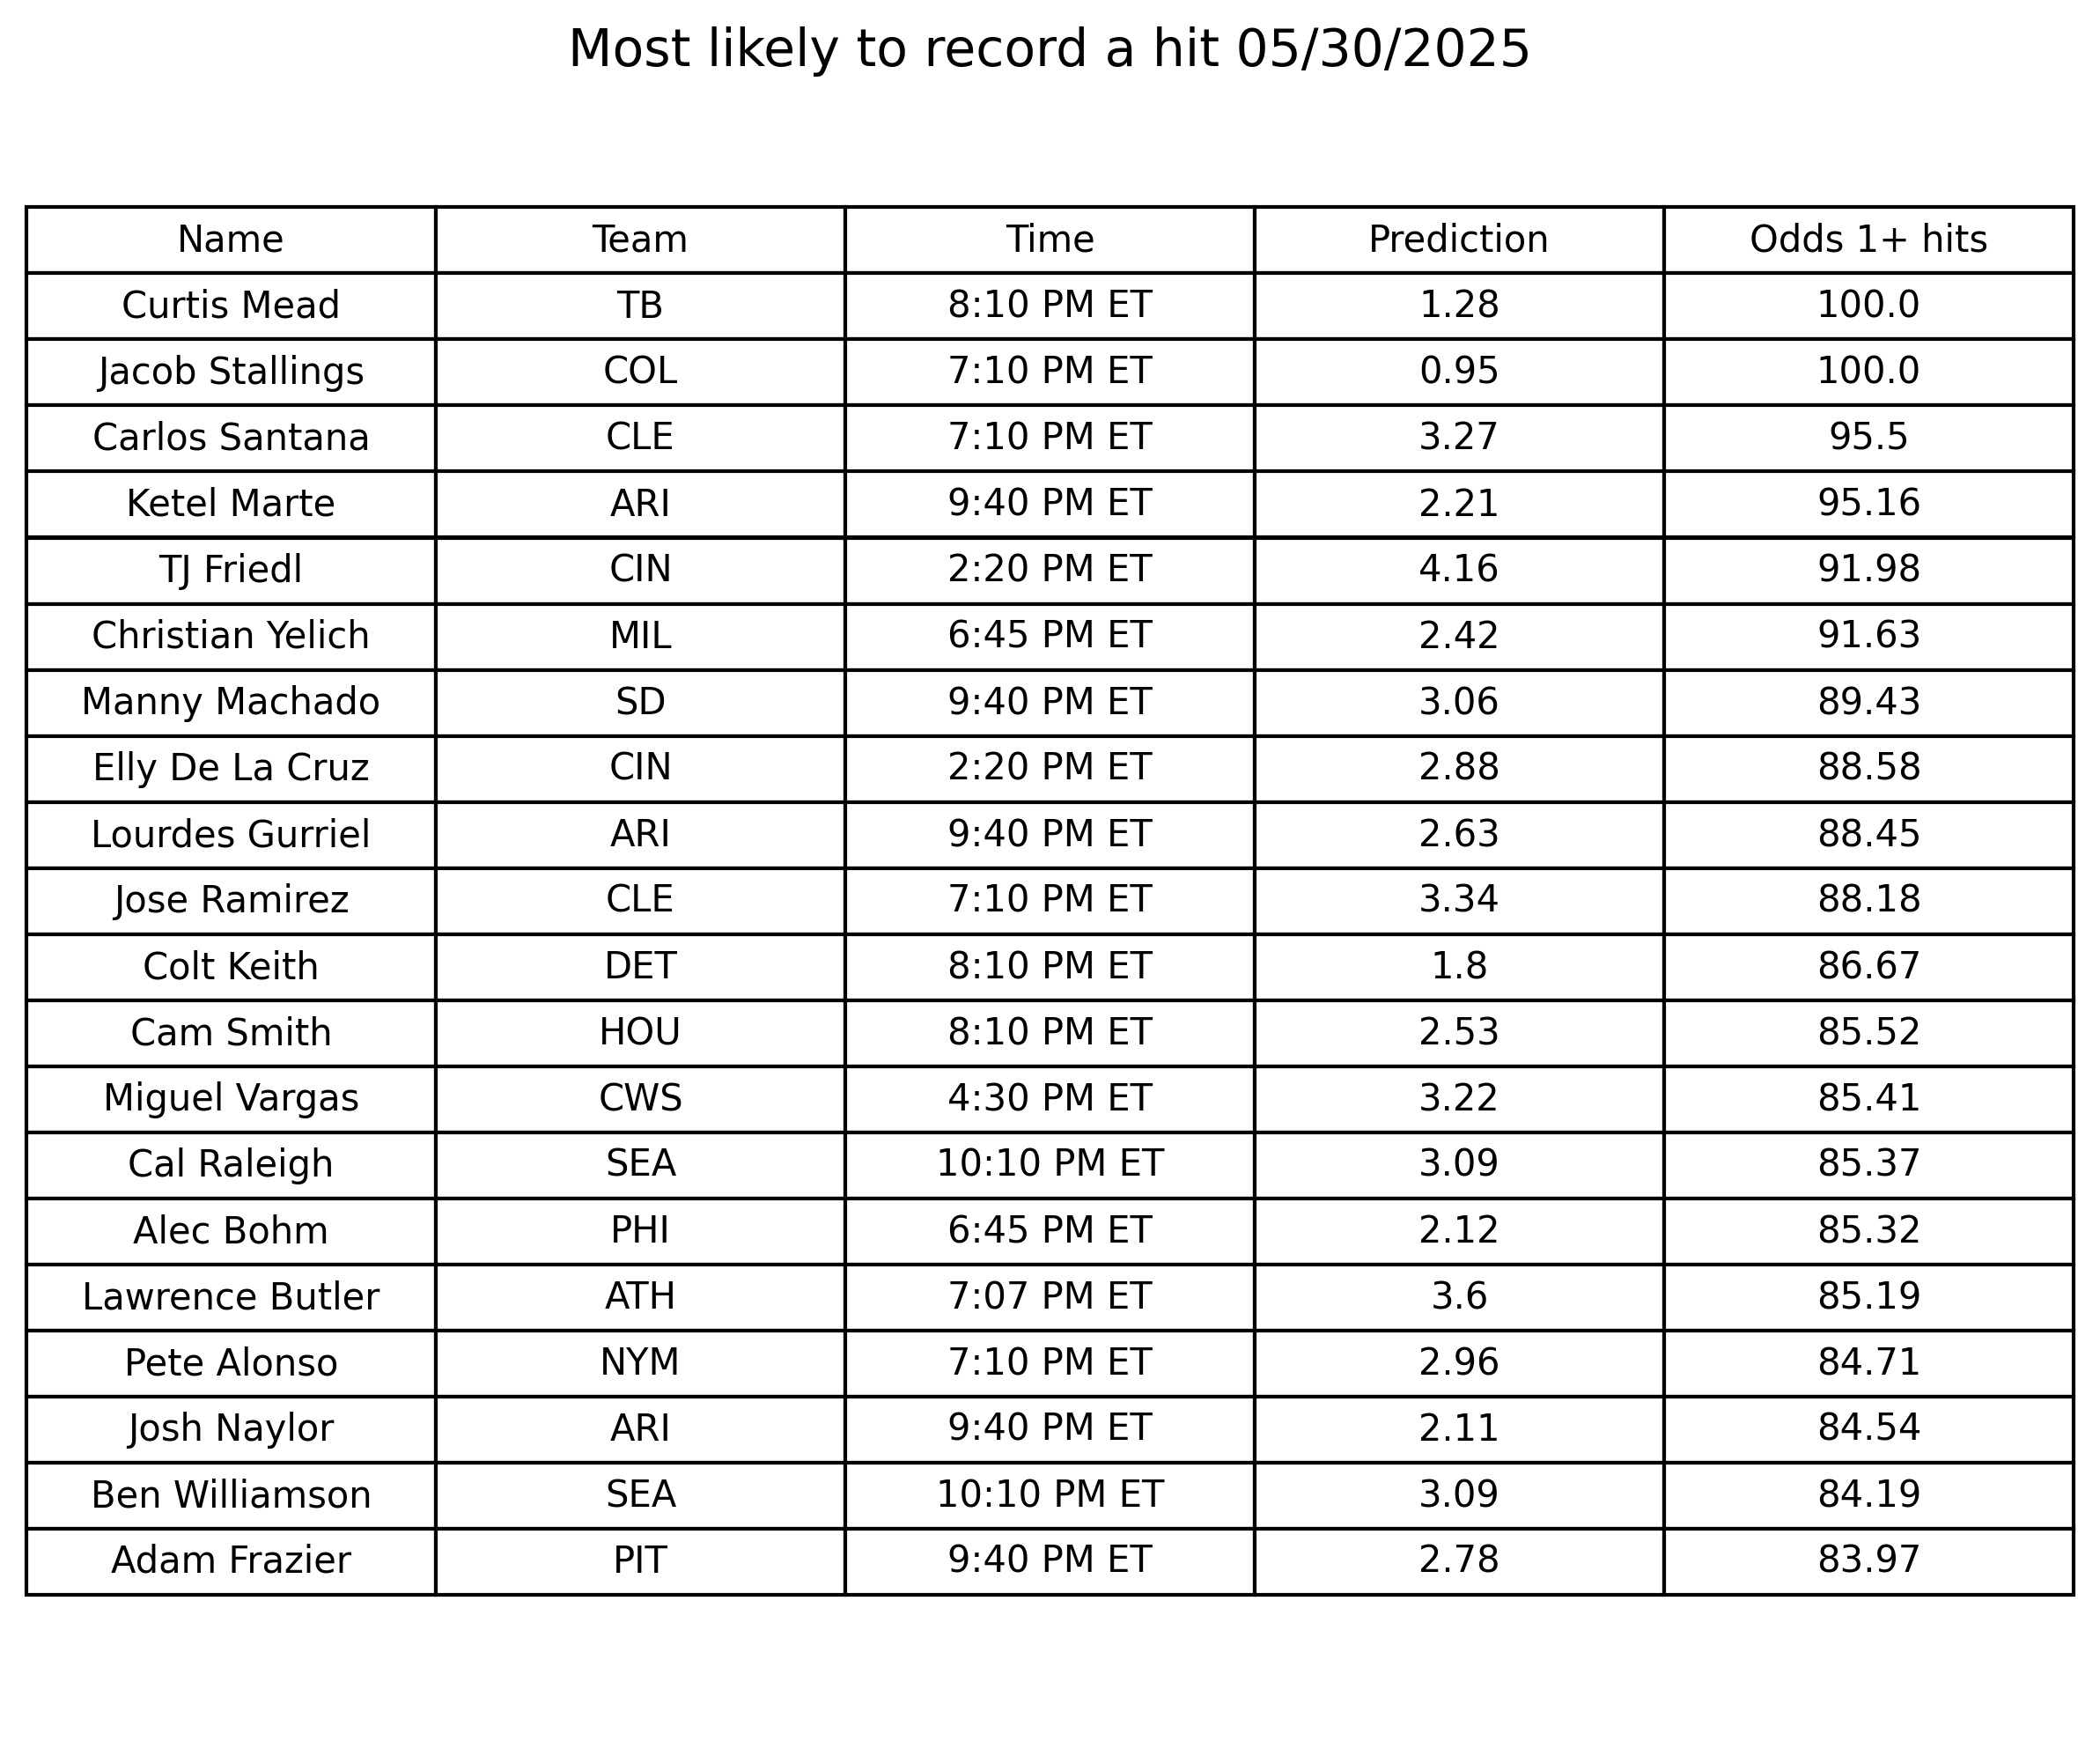 Most likely to record a hit 05/30/2025
Name Team Time Prediction Odds 1+ hits
Curtis Mead TB 8:10 PM ET 1.28 100.0
Jacob Stallings COL 7:10 PM ET 0.95 100.0
Carlos Santana CLE 7:10 PM ET 3.27 95.5
Ketel Marte ARI 9:40 PM ET 2.21 95.16
TJ Friedl CIN 2:20 PM ET 4.16 91.98
Christian Yelich MIL 6:45 PM ET 2.42 91.63
Manny Machado SD 9:40 PM ET 3.06 89.43
Elly De La Cruz CIN 2:20 PM ET 2.88 88.58
Lourdes Gurriel ARI 9:40 PM ET 2.63 88.45
Jose Ramirez CLE 7:10 PM ET 3.34 88.18
Colt Keith DET 8:10 PM ET 1.8 86.67
Cam Smith HOU 8:10 PM ET 2.53 85.52
Miguel Vargas CWS 4:30 PM ET 3.22 85.41
Cal Raleigh SEA 10:10 PM ET 3.09 85.37
Alec Bohm PHI 6:45 PM ET 2.12 85.32
Lawrence Butler ATH 7:07 PM ET 3.6 85.19
Pete Alonso NYM 7:10 PM ET 2.96 84.71
Josh Naylor ARI 9:40 PM ET 2.11 84.54
Ben Williamson SEA 10:10 PM ET 3.09 84.19
Adam Frazier PIT 9:40 PM ET 2.78 83.97